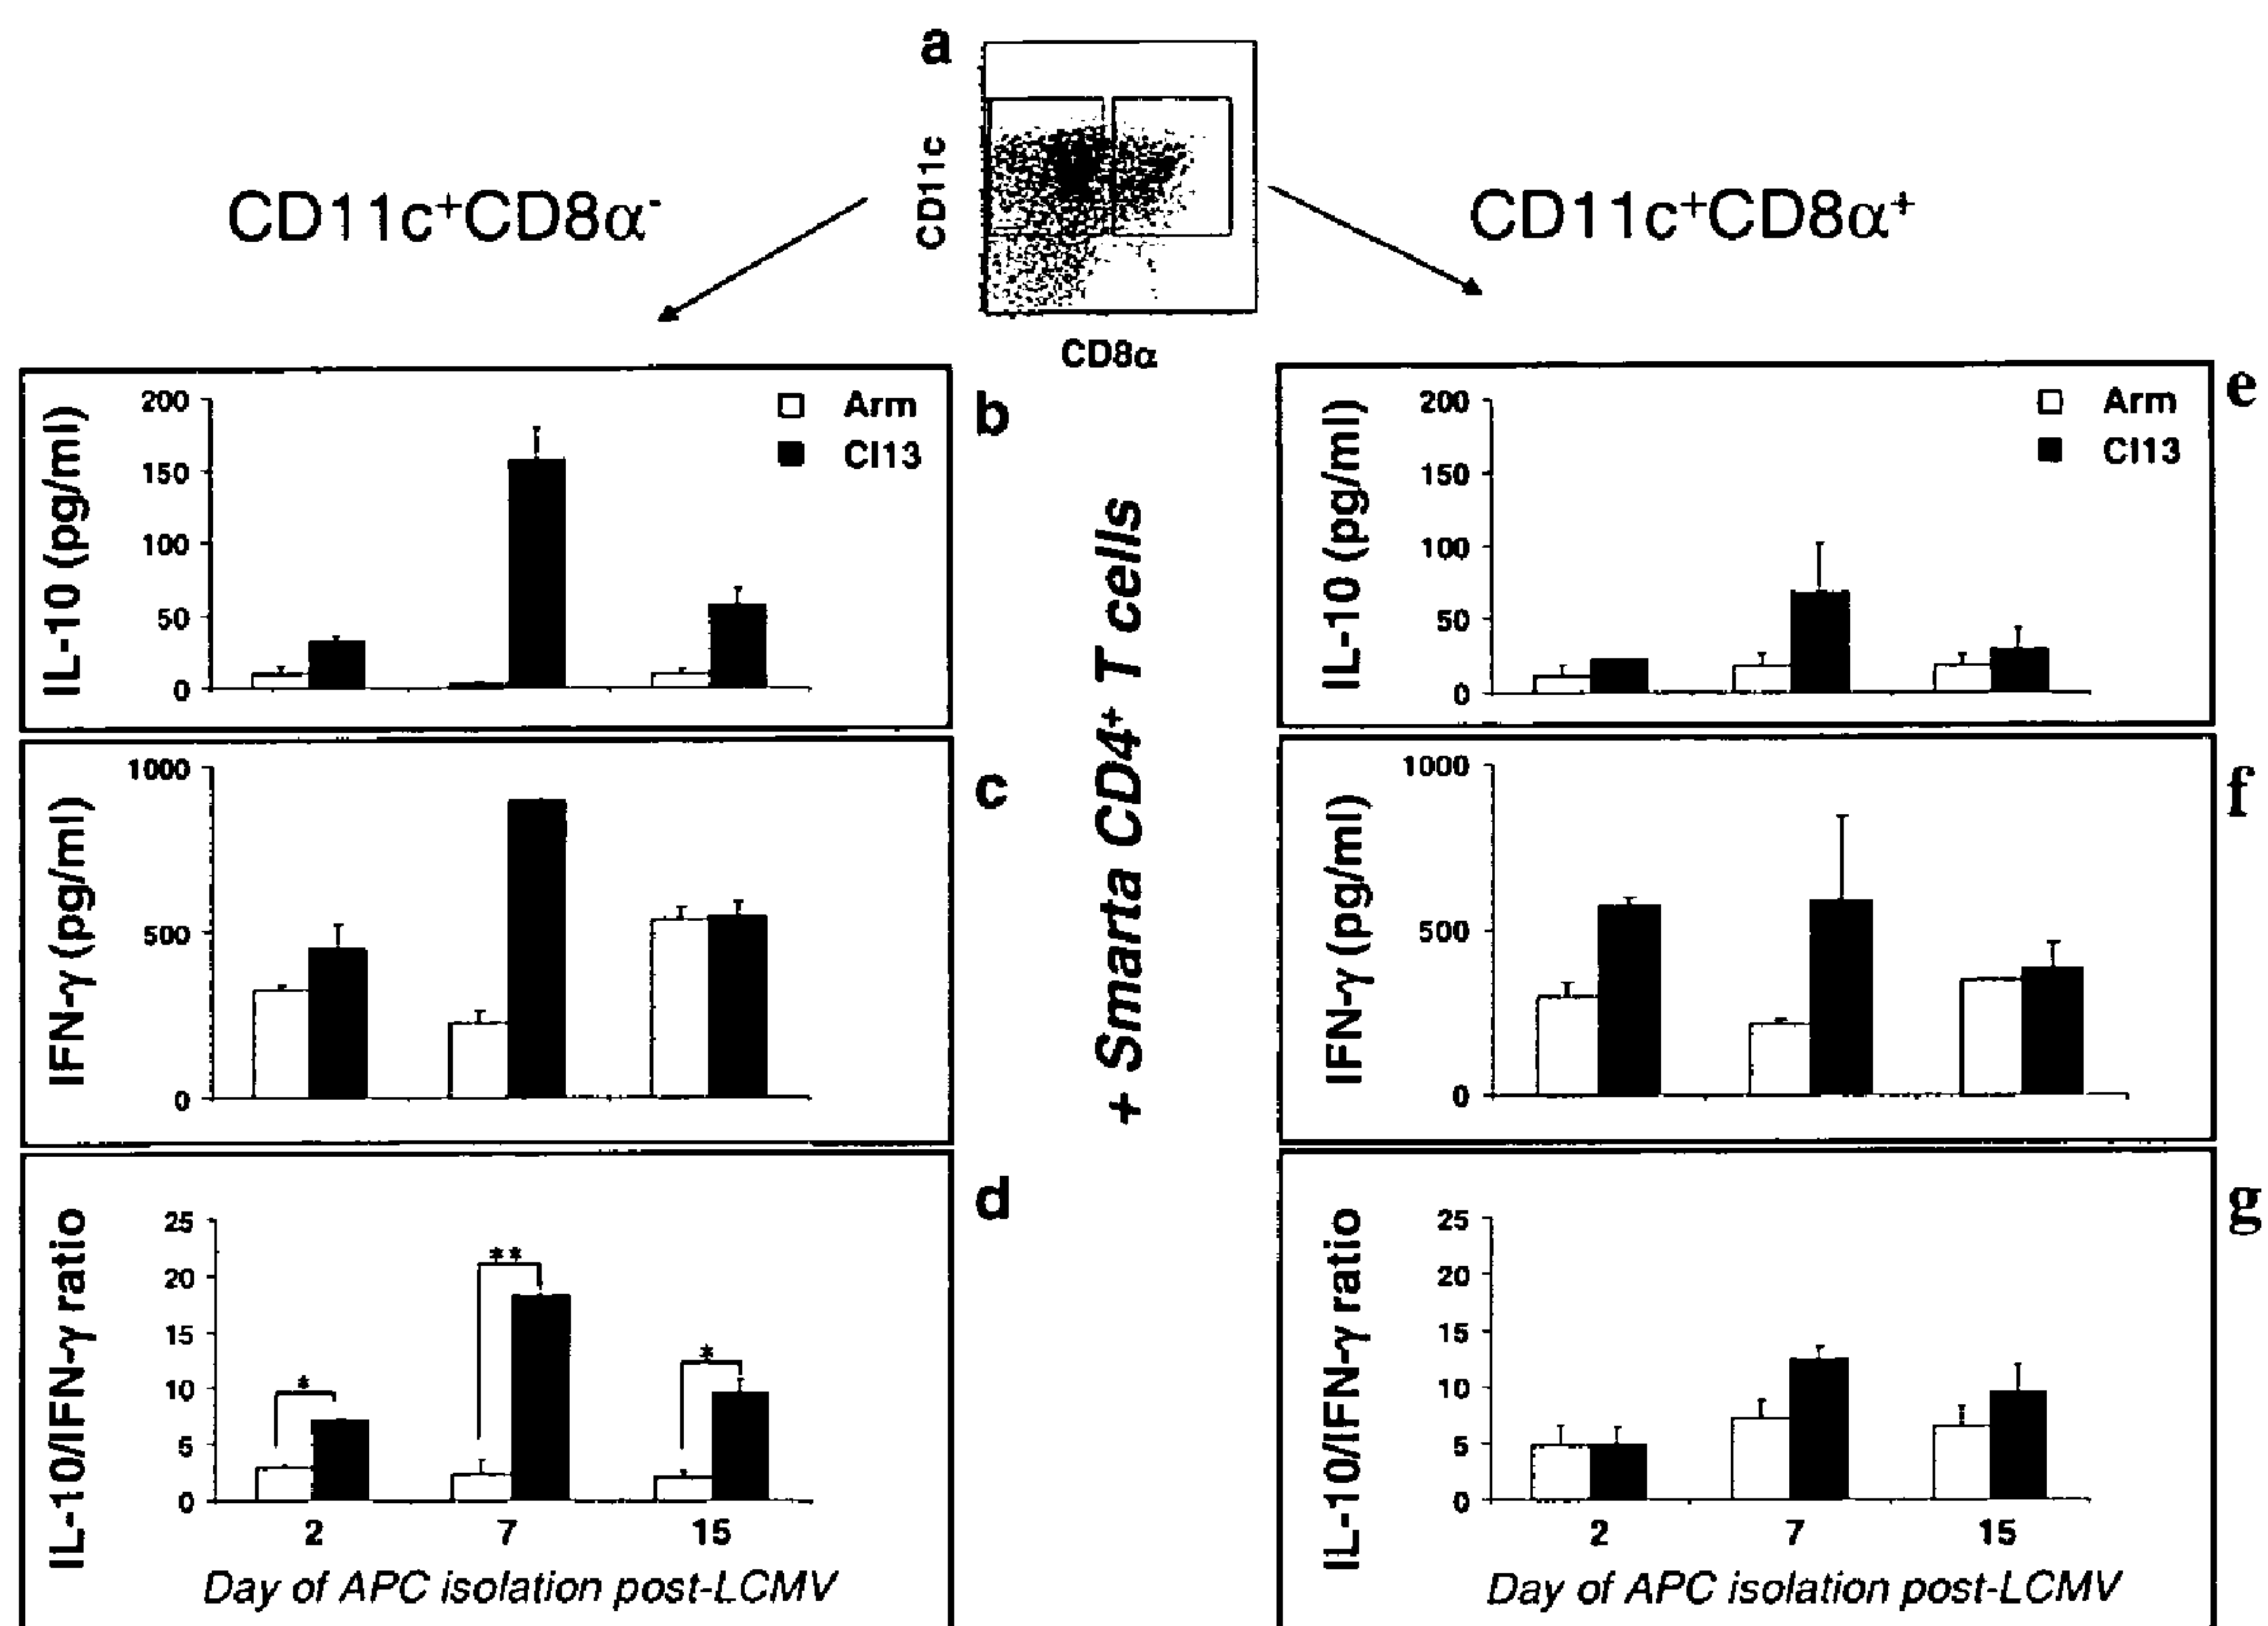 a
CD11c
CD8α
CD11c⁺CD8α⁻
CD11c⁺CD8α⁺
b
IL-10 (pg/ml)
200
150
100
50
0
Arm
Cl13
c
IFN-γ (pg/ml)
1000
500
0
d
IL-10/IFN-γ ratio
25
20
15
10
5
0
*
**
*
2 7 15
Day of APC isolation post-LCMV
+ Smarta CD4⁺ T cells
e
IL-10 (pg/ml)
200
150
100
50
0
Arm
Cl13
f
IFN-γ (pg/ml)
1000
500
0
g
IL-10/IFN-γ ratio
25
20
15
10
5
0
2 7 15
Day of APC isolation post-LCMV